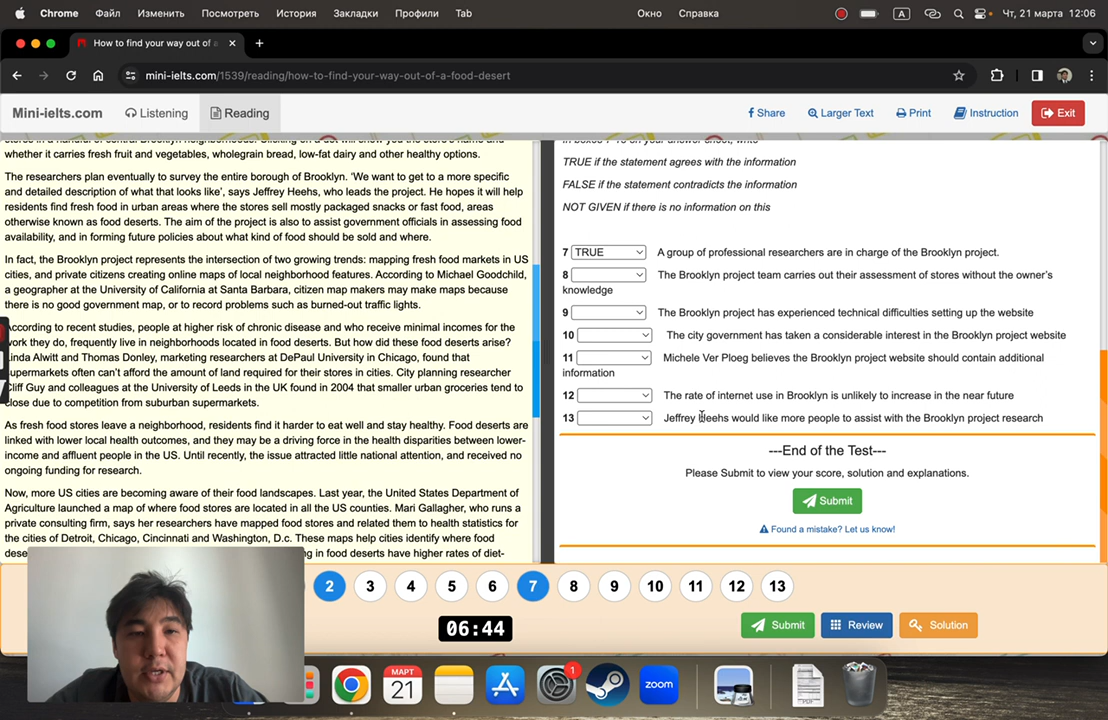 Chrome Файл Изменить Посмотреть История Закладки Профили Tab Окно Справка A Чт, 21 марта 12:06
How to find your way out of a
mini-ielts.com/1539/reading/how-to-find-your-way-out-of-a-food-desert
Mini-ielts.com Listening Reading Share Larger Text Print Instruction Exit
whether it carries fresh fruit and vegetables, wholegrain bread, low-fat dairy and other healthy options.
The researchers plan eventually to survey the entire borough of Brooklyn. 'We want to get to a more specific
and detailed description of what that looks like', says Jeffrey Heehs, who leads the project. He hopes it will help
residents find fresh food in urban areas where the stores sell mostly packaged snacks or fast food, areas
otherwise known as food deserts. The aim of the project is also to assist government officials in assessing food
availability, and in forming future policies about what kind of food should be sold and where.
In fact, the Brooklyn project represents the intersection of two growing trends: mapping fresh food markets in US
cities, and private citizens creating online maps of local neighborhood features. According to Michael Goodchild,
a geographer at the University of California at Santa Barbara, citizen map makers may make maps because
there is no good government map, or to record problems such as burned-out traffic lights.
According to recent studies, people at higher risk of chronic disease and who receive minimal incomes for the
work they do, frequently live in neighborhoods located in food deserts. But how did these food deserts arise?
Linda Alwitt and Thomas Donley, marketing researchers at DePaul University in Chicago, found that
supermarkets often can't afford the amount of land required for their stores in cities. City planning researcher
Cliff Guy and colleagues at the University of Leeds in the UK found in 2004 that smaller urban groceries tend to
close due to competition from suburban supermarkets.
As fresh food stores leave a neighborhood, residents find it harder to eat well and stay healthy. Food deserts are
linked with lower local health outcomes, and they may be a driving force in the health disparities between lower-
income and affluent people in the US. Until recently, the issue attracted little national attention, and received no
ongoing funding for research.
Now, more US cities are becoming aware of their food landscapes. Last year, the United States Department of
Agriculture launched a map of where food stores are located in all the US counties. Mari Gallagher, who runs a
private consulting firm, says her researchers have mapped food stores and related them to health statistics for
the cities of Detroit, Chicago, Cincinnati and Washington, D.c. These maps help cities identify where food
ing in food deserts have higher rates of diet-
TRUE if the statement agrees with the information
FALSE if the statement contradicts the information
NOT GIVEN if there is no information on this
7 TRUE A group of professional researchers are in charge of the Brooklyn project.
8 The Brooklyn project team carries out their assessment of stores without the owner's
knowledge
9 The Brooklyn project has experienced technical difficulties setting up the website
10 The city government has taken a considerable interest in the Brooklyn project website
11 Michele Ver Ploeg believes the Brooklyn project website should contain additional
information
12 The rate of internet use in Brooklyn is unlikely to increase in the near future
13 Jeffrey Heehs would like more people to assist with the Brooklyn project research
---End of the Test---
Please Submit to view your score, solution and explanations.
Submit
Found a mistake? Let us know!
2 3 4 5 6 7 8 9 10 11 12 13
06:44
Submit Review Solution
МАРТ
21
1
zoom
PDF